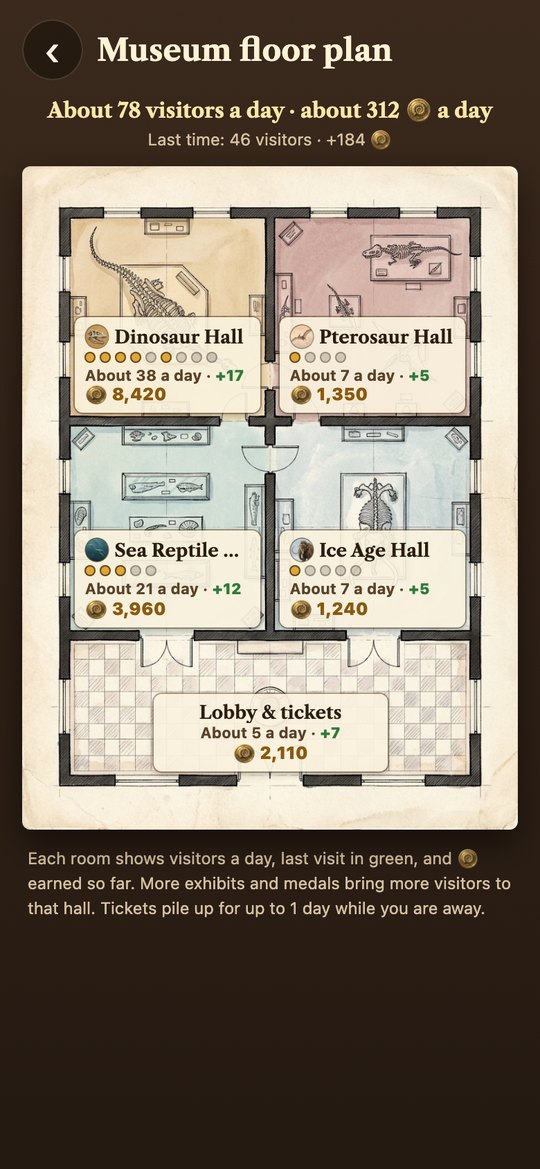 Museum floor plan
About 78 visitors a day · about 312 a day
Last time: 46 visitors · +184
Dinosaur Hall
About 38 a day · +17
8,420
Pterosaur Hall
About 7 a day · +5
1,350
Sea Reptile ...
About 21 a day · +12
3,960
Ice Age Hall
About 7 a day · +5
1,240
Lobby & tickets
About 5 a day · +7
2,110
Each room shows visitors a day, last visit in green, and
earned so far. More exhibits and medals bring more visitors to
that hall. Tickets pile up for up to 1 day while you are away.